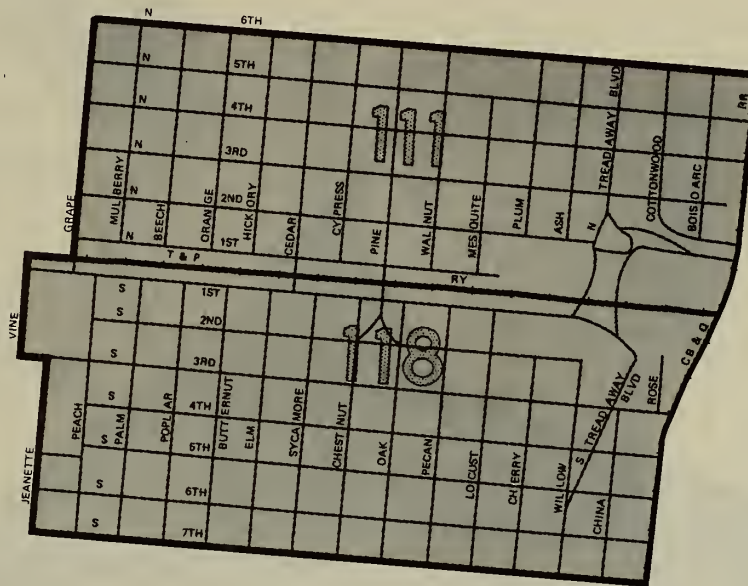 N 6TH
N 5TH
N 4TH
N 3RD
N 2ND
N 1ST
GRAPE
MULBERRY
BEECH
ORANGE
HICKORY
CEDAR
CYPRESS
PINE
WALNUT
MESQUITE
PLUM
ASH
N TREADAWAY BLVD
COTTONWOOD
BOIS D ARC
RR
111
T & P RY
VINE
S 1ST
S 2ND
S 3RD
S 4TH
S 5TH
S 6TH
S 7TH
118
JEANETTE
PEACH
PALM
POPLAR
BUTTERNUT
ELM
SYCAMORE
CHESTNUT
OAK
PECAN
LOCUST
CHERRY
WILLOW
S TREADAWAY BLVD
CHINA
ROSE
CB & Q